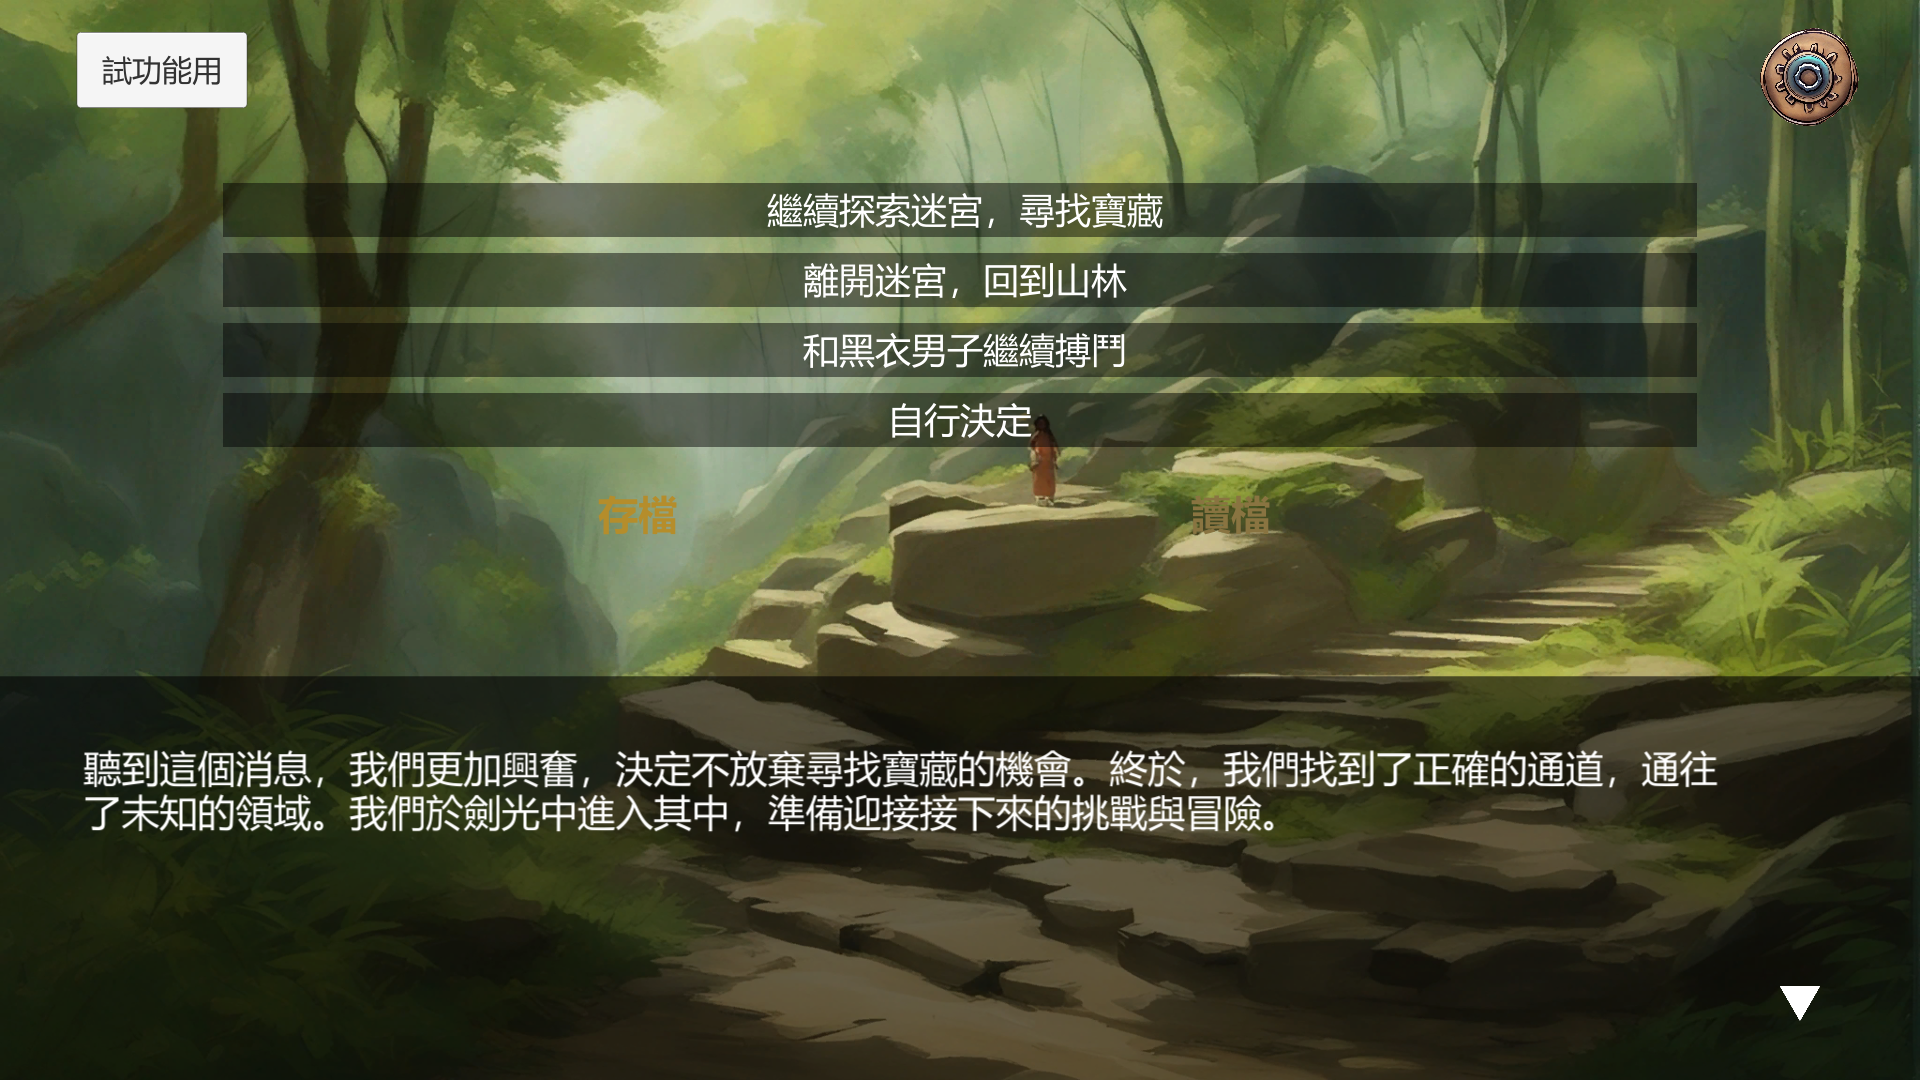 試功能用
繼續探索迷宮，尋找寶藏
離開迷宮，回到山林
和黑衣男子繼續搏鬥
自行決定
存檔
讀檔
聽到這個消息，我們更加興奮，決定不放棄尋找寶藏的機會。終於，我們找到了正確的通道，通往
了未知的領域。我們於劍光中進入其中，準備迎接接下來的挑戰與冒險。